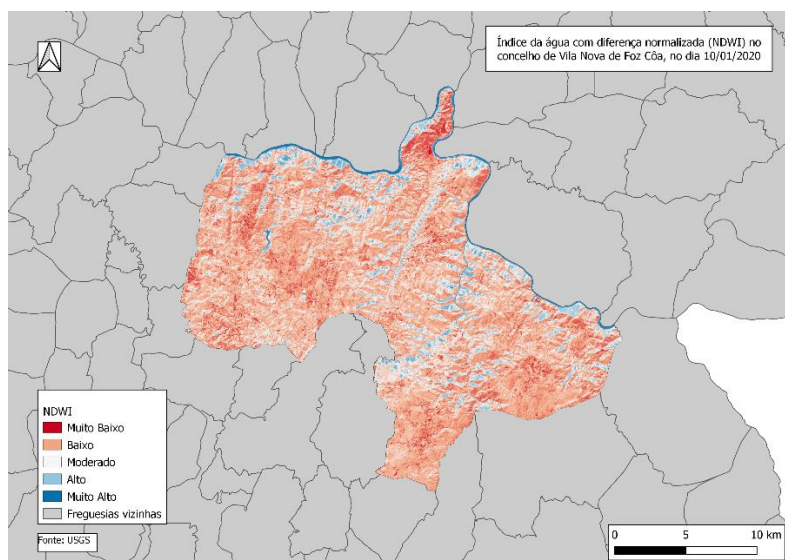 Índice da água com diferença normalizada (NDWI) no
concelho de Vila Nova de Foz Côa, no dia 10/01/2020
NDWI
Muito Baixo
Baixo
Moderado
Alto
Muito Alto
Freguesias vizinhas
Fonte: USGS
0 5 10 km